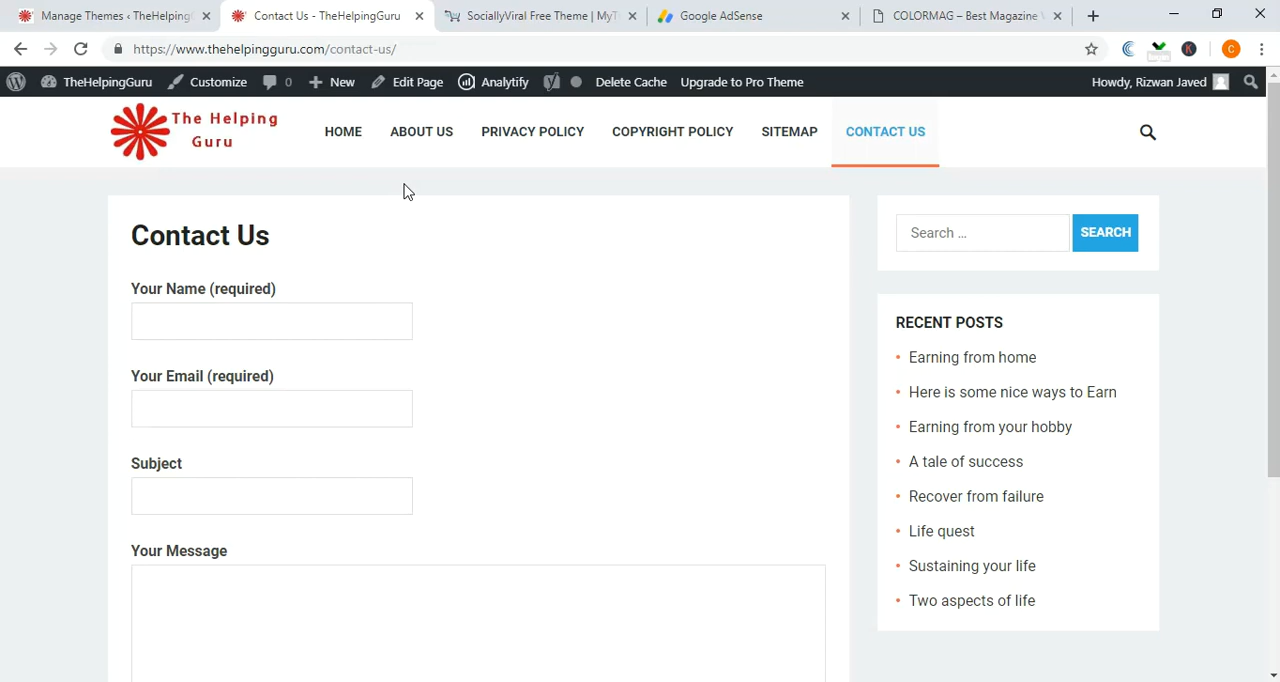 Manage Themes ‹ TheHelping
Contact Us - TheHelpingGuru
SociallyViral Free Theme | MyT
Google AdSense
COLORMAG – Best Magazine
https://www.thehelpingguru.com/contact-us/
C
K
TheHelpingGuru
Customize
0
New
Edit Page
Analytify
Delete Cache
Upgrade to Pro Theme
Howdy, Rizwan Javed
The Helping
Guru
HOME
ABOUT US
PRIVACY POLICY
COPYRIGHT POLICY
SITEMAP
CONTACT US
Contact Us
Your Name (required)
Your Email (required)
Subject
Your Message
Search …
SEARCH
RECENT POSTS
Earning from home
Here is some nice ways to Earn
Earning from your hobby
A tale of success
Recover from failure
Life quest
Sustaining your life
Two aspects of life